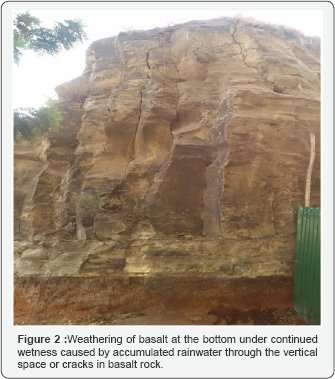 Figure 2 :Weathering of basalt at the bottom under continued
wetness caused by accumulated rainwater through the vertical
space or cracks in basalt rock.